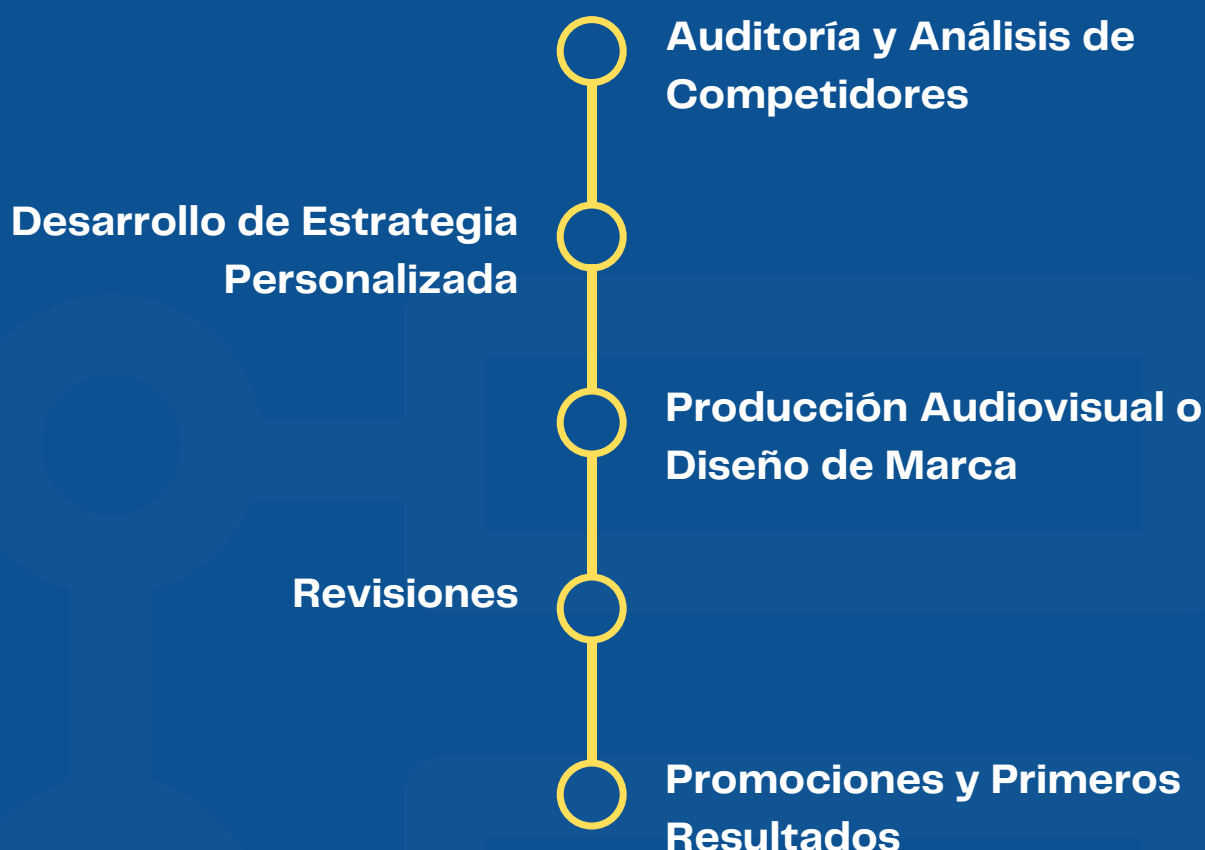 Auditoría y Análisis de
Competidores
Desarrollo de Estrategia
Personalizada
Producción Audiovisual o
Diseño de Marca
Revisiones
Promociones y Primeros
Resultados